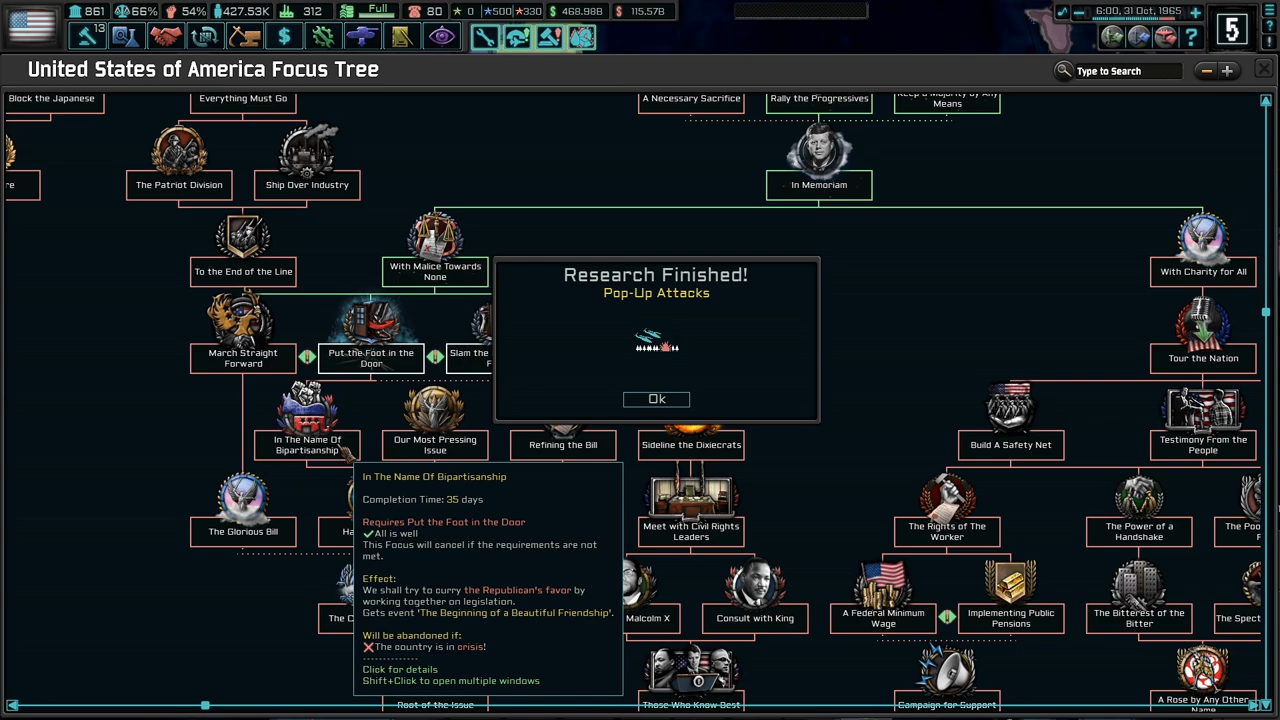 861 66% 54% 427.53K 312 Full 80 0 500 330 468.98B 115.57B
6:00, 31 Oct, 1965
5
13
United States of America Focus Tree
Type to Search
Block the Japanese
Everything Must Go
A Necessary Sacrifice
Rally the Progressives
Keep a Majority by Any Means
The Patriot Division
Ship Over Industry
In Memoriam
To the End of the Line
With Malice Towards None
With Charity for All
Research Finished!
Pop-Up Attacks
Ok
March Straight Forward
Put the Foot in the Door
Slam the
Tour the Nation
In The Name Of Bipartisanship
Our Most Pressing Issue
Refining the Bill
Sideline the Dixiecrats
Build A Safety Net
Testimony From the People
In The Name Of Bipartisanship
Completion Time: 35 days
Requires Put the Foot in the Door
All is well
This Focus will cancel if the requirements are not
met.
Effect:
We shall try to curry the Republican's favor by
working together on legislation.
Gets event 'The Beginning of a Beautiful Friendship'.
Will be abandoned if:
The country is in crisis!
--------------
Click for details
Shift+Click to open multiple windows
The Glorious Bill
Meet with Civil Rights Leaders
The Rights of The Worker
The Power of a Handshake
The Poo
Malcolm X
Consult with King
A Federal Minimum Wage
Implementing Public Pensions
The Bitterest of the Bitter
The Spect
Root of the Issue
Those Who Know Best
Campaign for Support
A Rose by Any Other Name